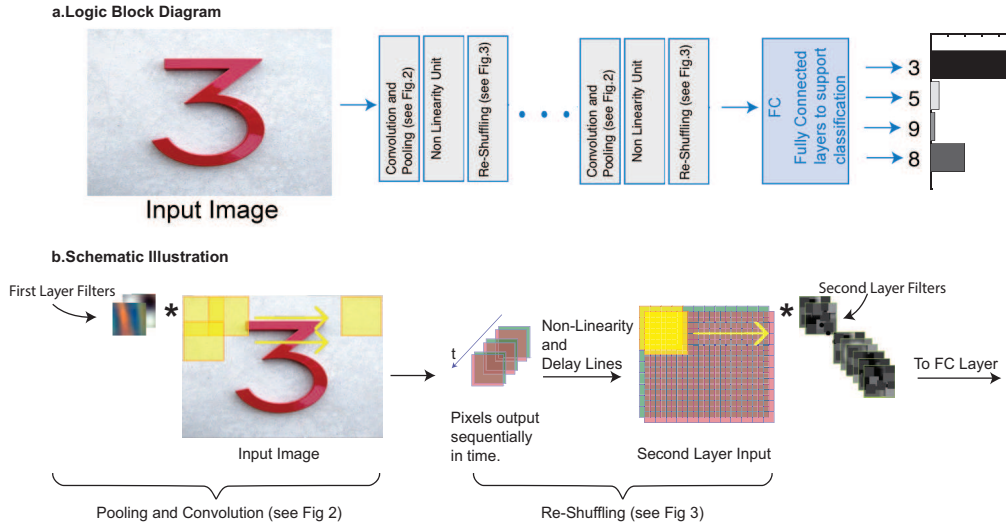 a.Logic Block Diagram
3
Input Image
Convolution and
Pooling (see Fig.2)
Non Linearity Unit
Re-Shuffling (see Fig.3)
Convolution and
Pooling (see Fig.2)
Non Linearity Unit
Re-Shuffling (see Fig.3)
FC
Fully Connected
layers to support
classification
3
5
9
8
b.Schematic Illustration
First Layer Filters
*
3
Input Image
t
Pixels output
sequentially
in time.
Non-Linearity
and
Delay Lines
Second Layer Input
*
Second Layer Filters
To FC Layer
Pooling and Convolution (see Fig 2)
Re-Shuffling (see Fig 3)